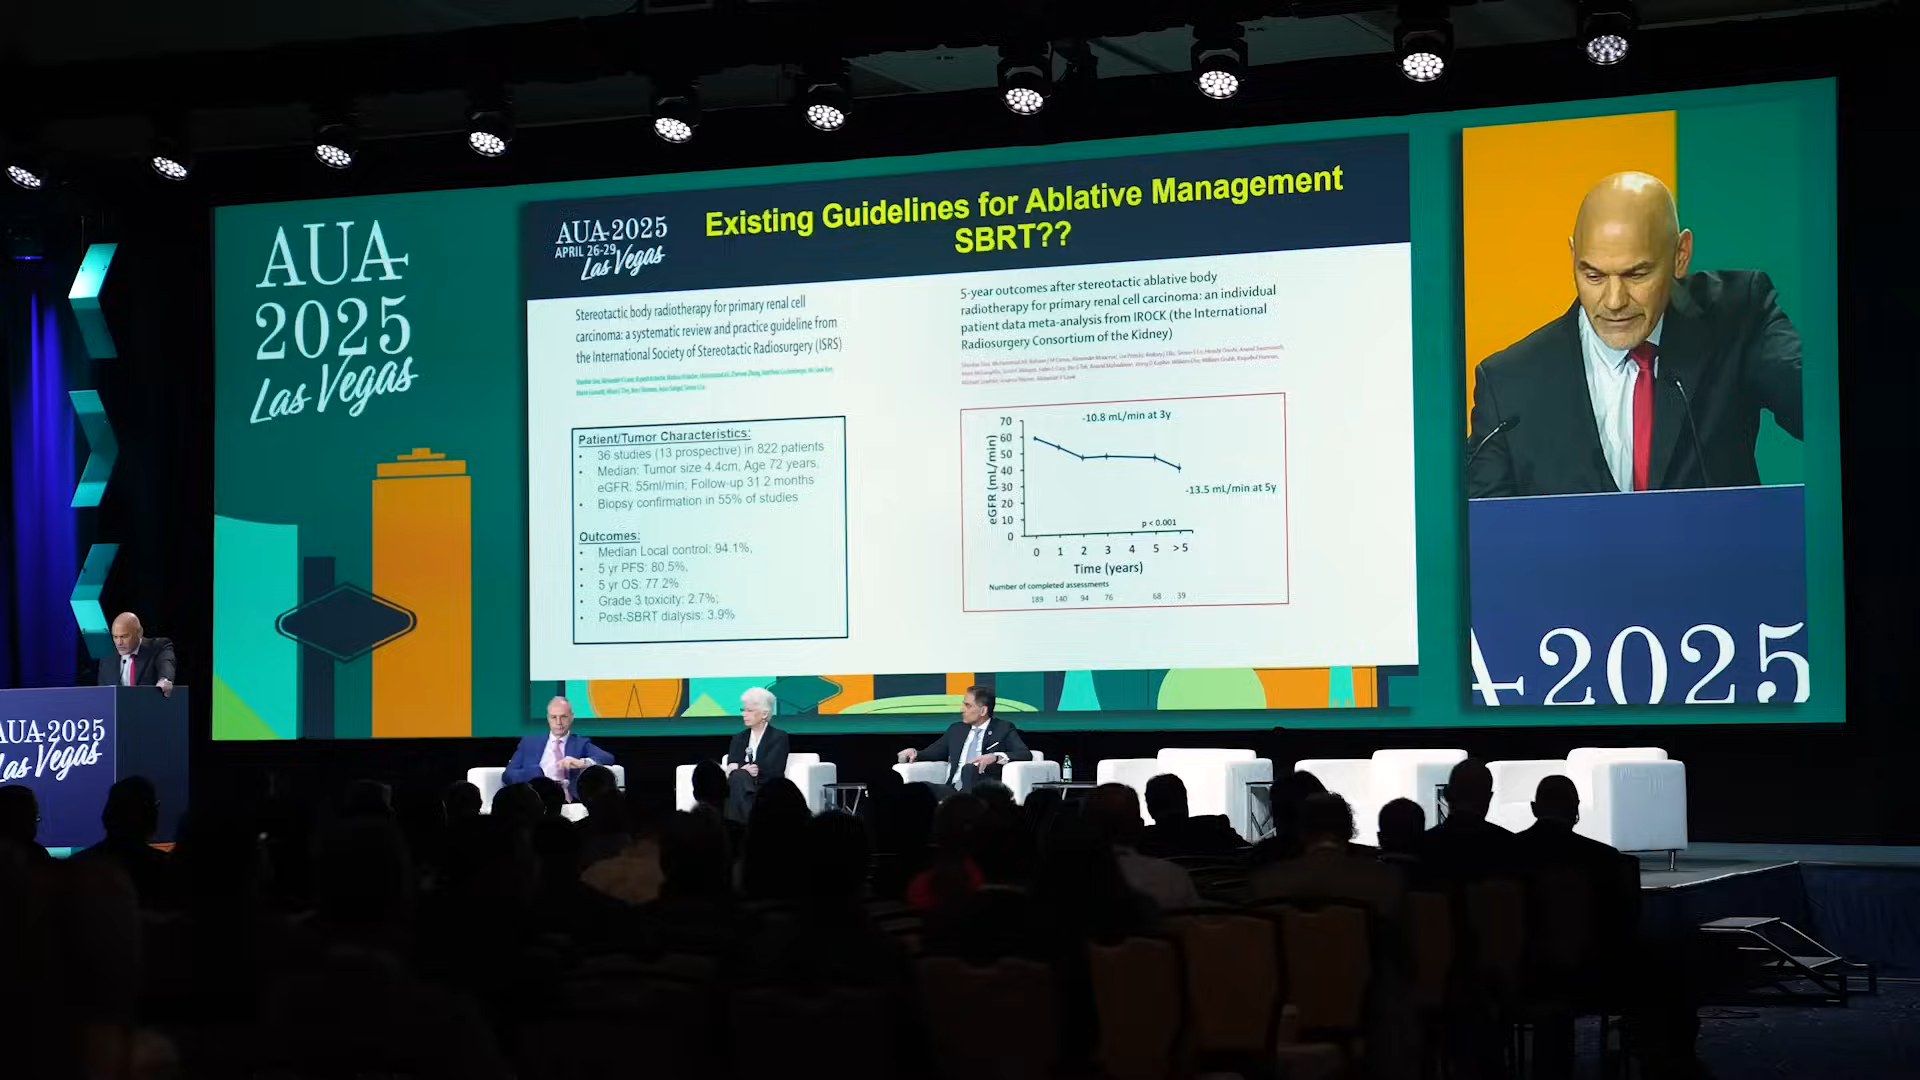 AUA
2025
Las Vegas
AUA 2025
APRIL 26-29
Las Vegas
Existing Guidelines for Ablative Management
SBRT??
Stereotactic body radiotherapy for primary renal cell
carcinoma: a systematic review and practice guideline from
the International Society of Stereotactic Radiosurgery (ISRS)
Patient/Tumor Characteristics:
• 36 studies (13 prospective) in 822 patients
• Median: Tumor size 4.4cm, Age 72 years,
eGFR: 55ml/min; Follow-up 31.2 months
• Biopsy confirmation in 55% of studies
Outcomes:
• Median Local control: 94.1%,
• 5 yr PFS: 80.5%,
• 5 yr OS: 77.2%
• Grade 3 toxicity: 2.7%;
• Post-SBRT dialysis: 3.9%
5-year outcomes after stereotactic ablative body
radiotherapy for primary renal cell carcinoma: an individual
patient data meta-analysis from IROCK (the International
Radiosurgery Consortium of the Kidney)
-10.8 mL/min at 3y
-13.5 mL/min at 5y
p < 0.001
eGFR (mL/min)
70
60
50
40
30
20
10
0
0 1 2 3 4 5 >5
Time (years)
Number of completed assessments
189 140 94 76 68 39
A 2025
AUA 2025
Las Vegas